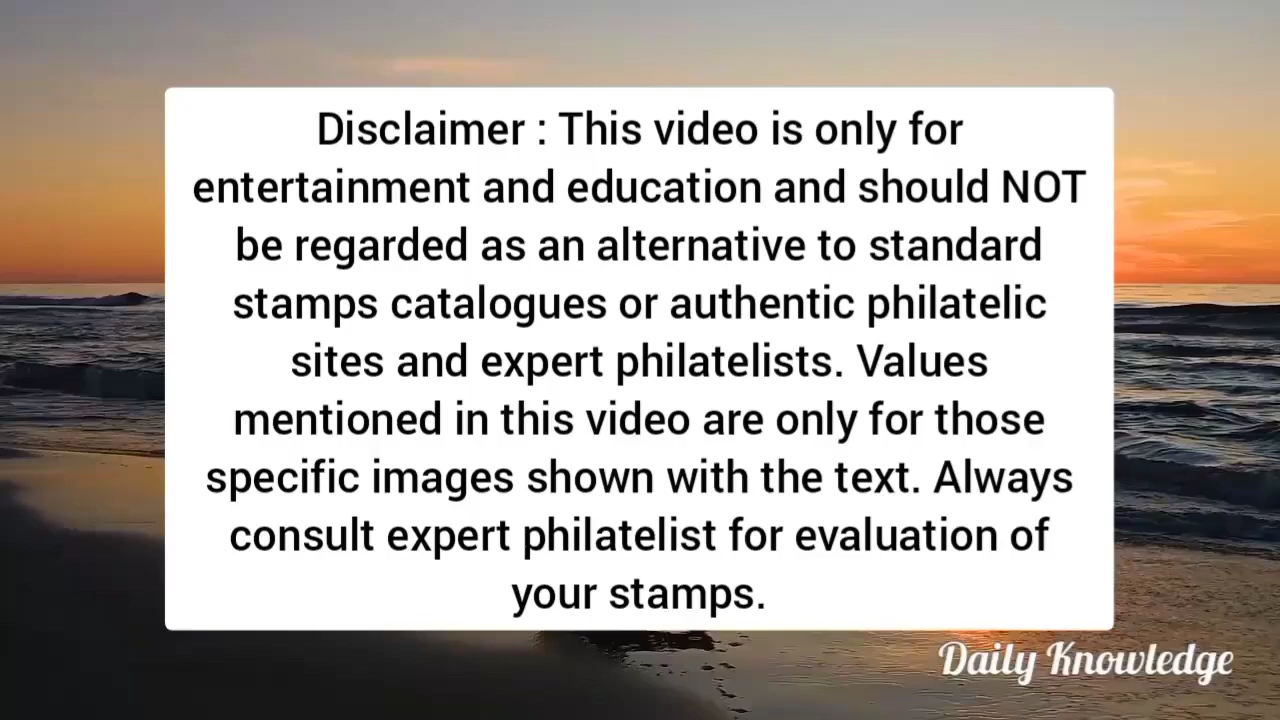 Disclaimer : This video is only for
entertainment and education and should NOT
be regarded as an alternative to standard
stamps catalogues or authentic philatelic
sites and expert philatelists. Values
mentioned in this video are only for those
specific images shown with the text. Always
consult expert philatelist for evaluation of
your stamps.
Daily Knowledge